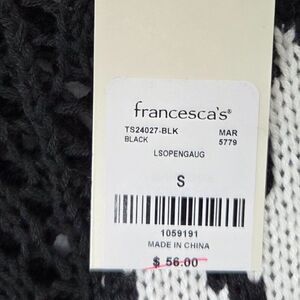 francesca's®
TS24027-BLK MAR
BLACK 5779
LSOPENGAUG
S
1059191
MADE IN CHINA
$ 56.00